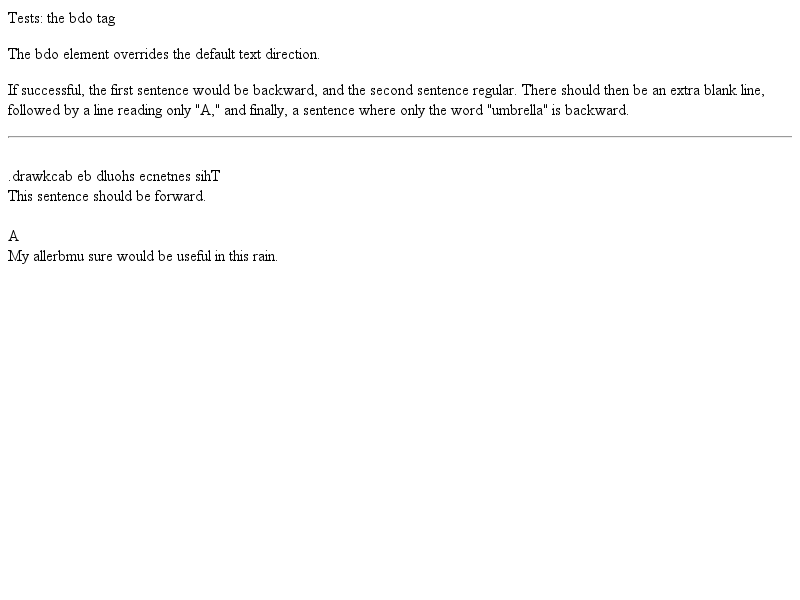 Tests: the bdo tag
The bdo element overrides the default text direction.
If successful, the first sentence would be backward, and the second sentence regular. There should then be an extra blank line,
followed by a line reading only "A," and finally, a sentence where only the word "umbrella" is backward.
.drawkcab eb dluohs ecnetnes sihT
This sentence should be forward.
A
My allerbmu sure would be useful in this rain.